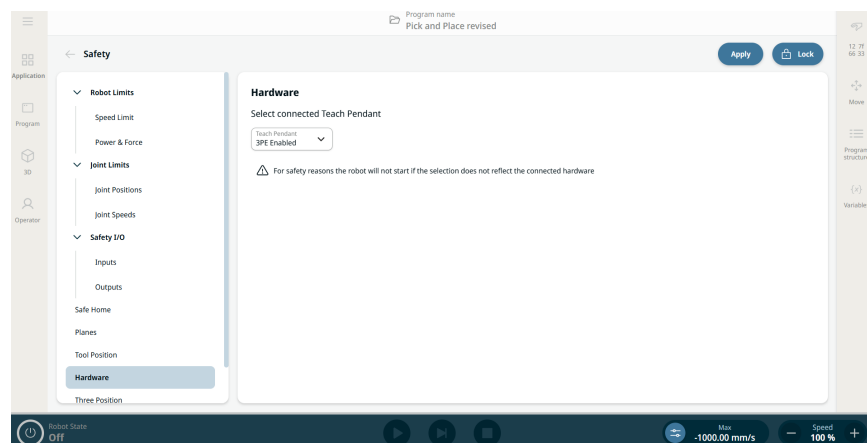 Program name
Pick and Place revised
Safety
Apply
Lock
Application
Program
3D
Operator
Robot Limits
Speed Limit
Power & Force
Joint Limits
Joint Positions
Joint Speeds
Safety I/O
Inputs
Outputs
Safe Home
Planes
Tool Position
Hardware
Three Position
Hardware
Select connected Teach Pendant
Teach Pendant
3PE Enabled
For safety reasons the robot will not start if the selection does not reflect the connected hardware
66 33
Move
Program
structure
{x}
Variable
Robot State
Off
Max
-1000.00 mm/s
Speed
100 %